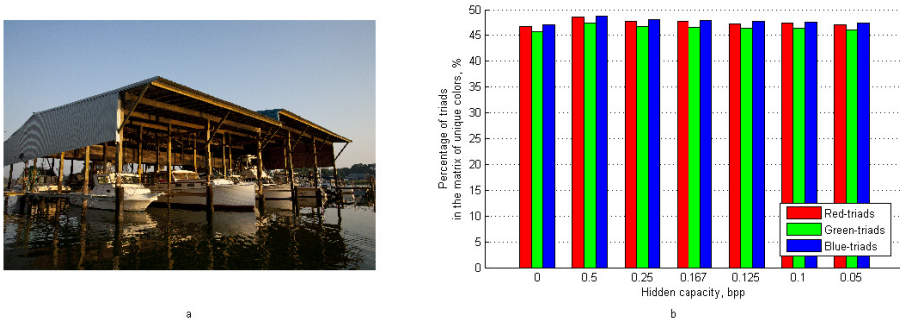 50
45
40
35
30
25
20
15
10
5
0
Percentage of triads
in the matrix of unique colors, %
Red-triads
Green-triads
Blue-triads
0 0.5 0.25 0.167 0.125 0.1 0.05
Hidden capacity, bpp
a b